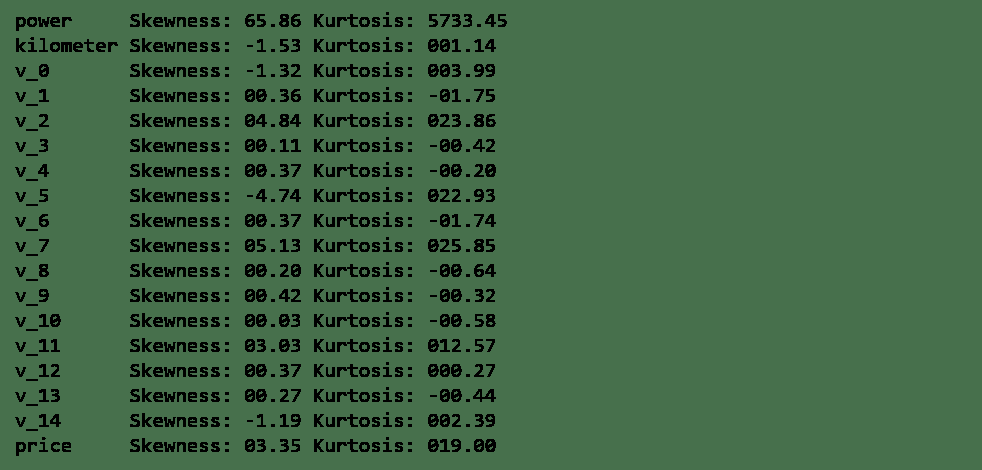 power     Skewness: 65.86 Kurtosis: 5733.45
kilometer Skewness: -1.53 Kurtosis: 001.14
v_0       Skewness: -1.32 Kurtosis: 003.99
v_1       Skewness: 00.36 Kurtosis: -01.75
v_2       Skewness: 04.84 Kurtosis: 023.86
v_3       Skewness: 00.11 Kurtosis: -00.42
v_4       Skewness: 00.37 Kurtosis: -00.20
v_5       Skewness: -4.74 Kurtosis: 022.93
v_6       Skewness: 00.37 Kurtosis: -01.74
v_7       Skewness: 05.13 Kurtosis: 025.85
v_8       Skewness: 00.20 Kurtosis: -00.64
v_9       Skewness: 00.42 Kurtosis: -00.32
v_10      Skewness: 00.03 Kurtosis: -00.58
v_11      Skewness: 03.03 Kurtosis: 012.57
v_12      Skewness: 00.37 Kurtosis: 000.27
v_13      Skewness: 00.27 Kurtosis: -00.44
v_14      Skewness: -1.19 Kurtosis: 002.39
price     Skewness: 03.35 Kurtosis: 019.00